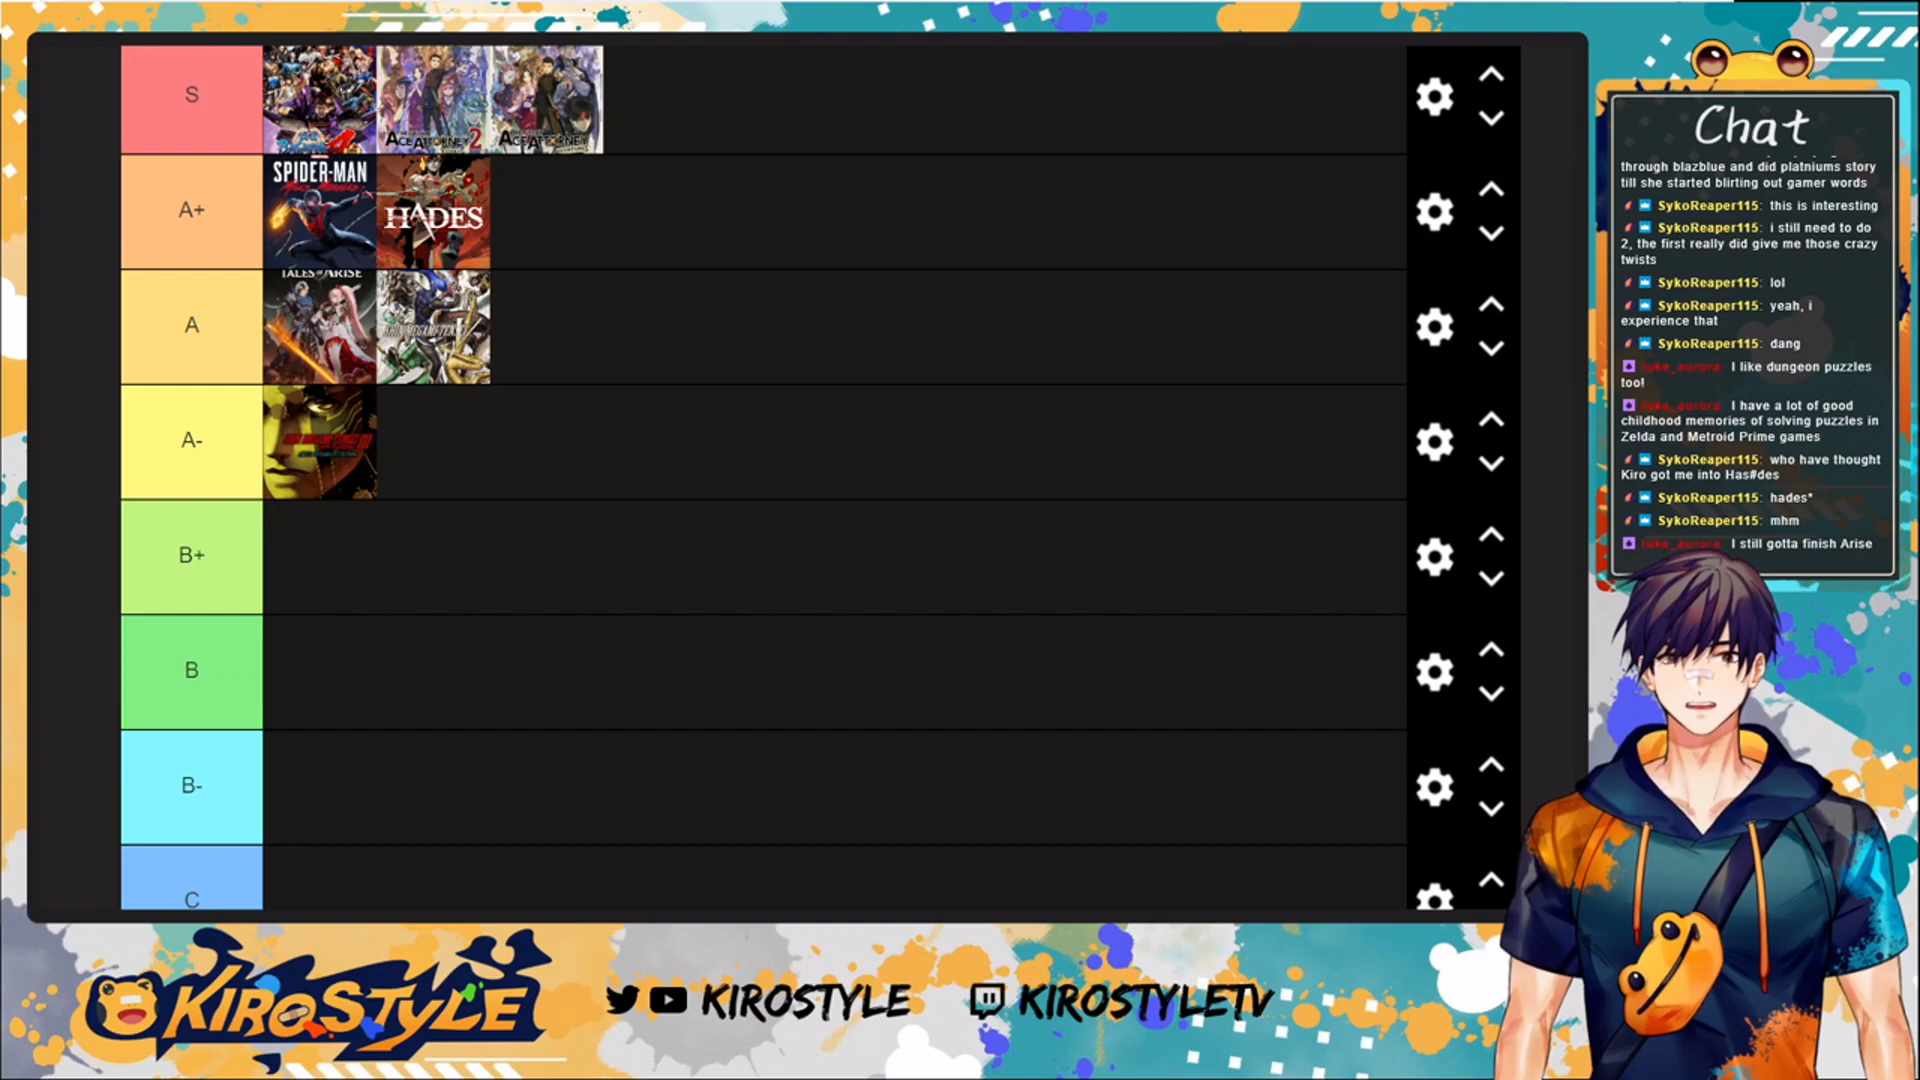 S
ACE ATTORNEY 2
ACE ATTORNEY
A+
SPIDER-MAN
HADES
A
TALES OF ARISE
A-
B+
B
B-
C
Chat
through blazblue and did platniums story
till she started blirting out gamer words
SykoReaper115: this is interesting
SykoReaper115: i still need to do
2, the first really did give me those crazy
twists
SykoReaper115: lol
SykoReaper115: yeah, i
experience that
SykoReaper115: dang
I like dungeon puzzles
too!
I have a lot of good
childhood memories of solving puzzles in
Zelda and Metroid Prime games
SykoReaper115: who have thought
Kiro got me into Has#des
SykoReaper115: hades*
SykoReaper115: mhm
I still gotta finish Arise
KIROSTYLE
KIROSTYLE
KIROSTYLETV